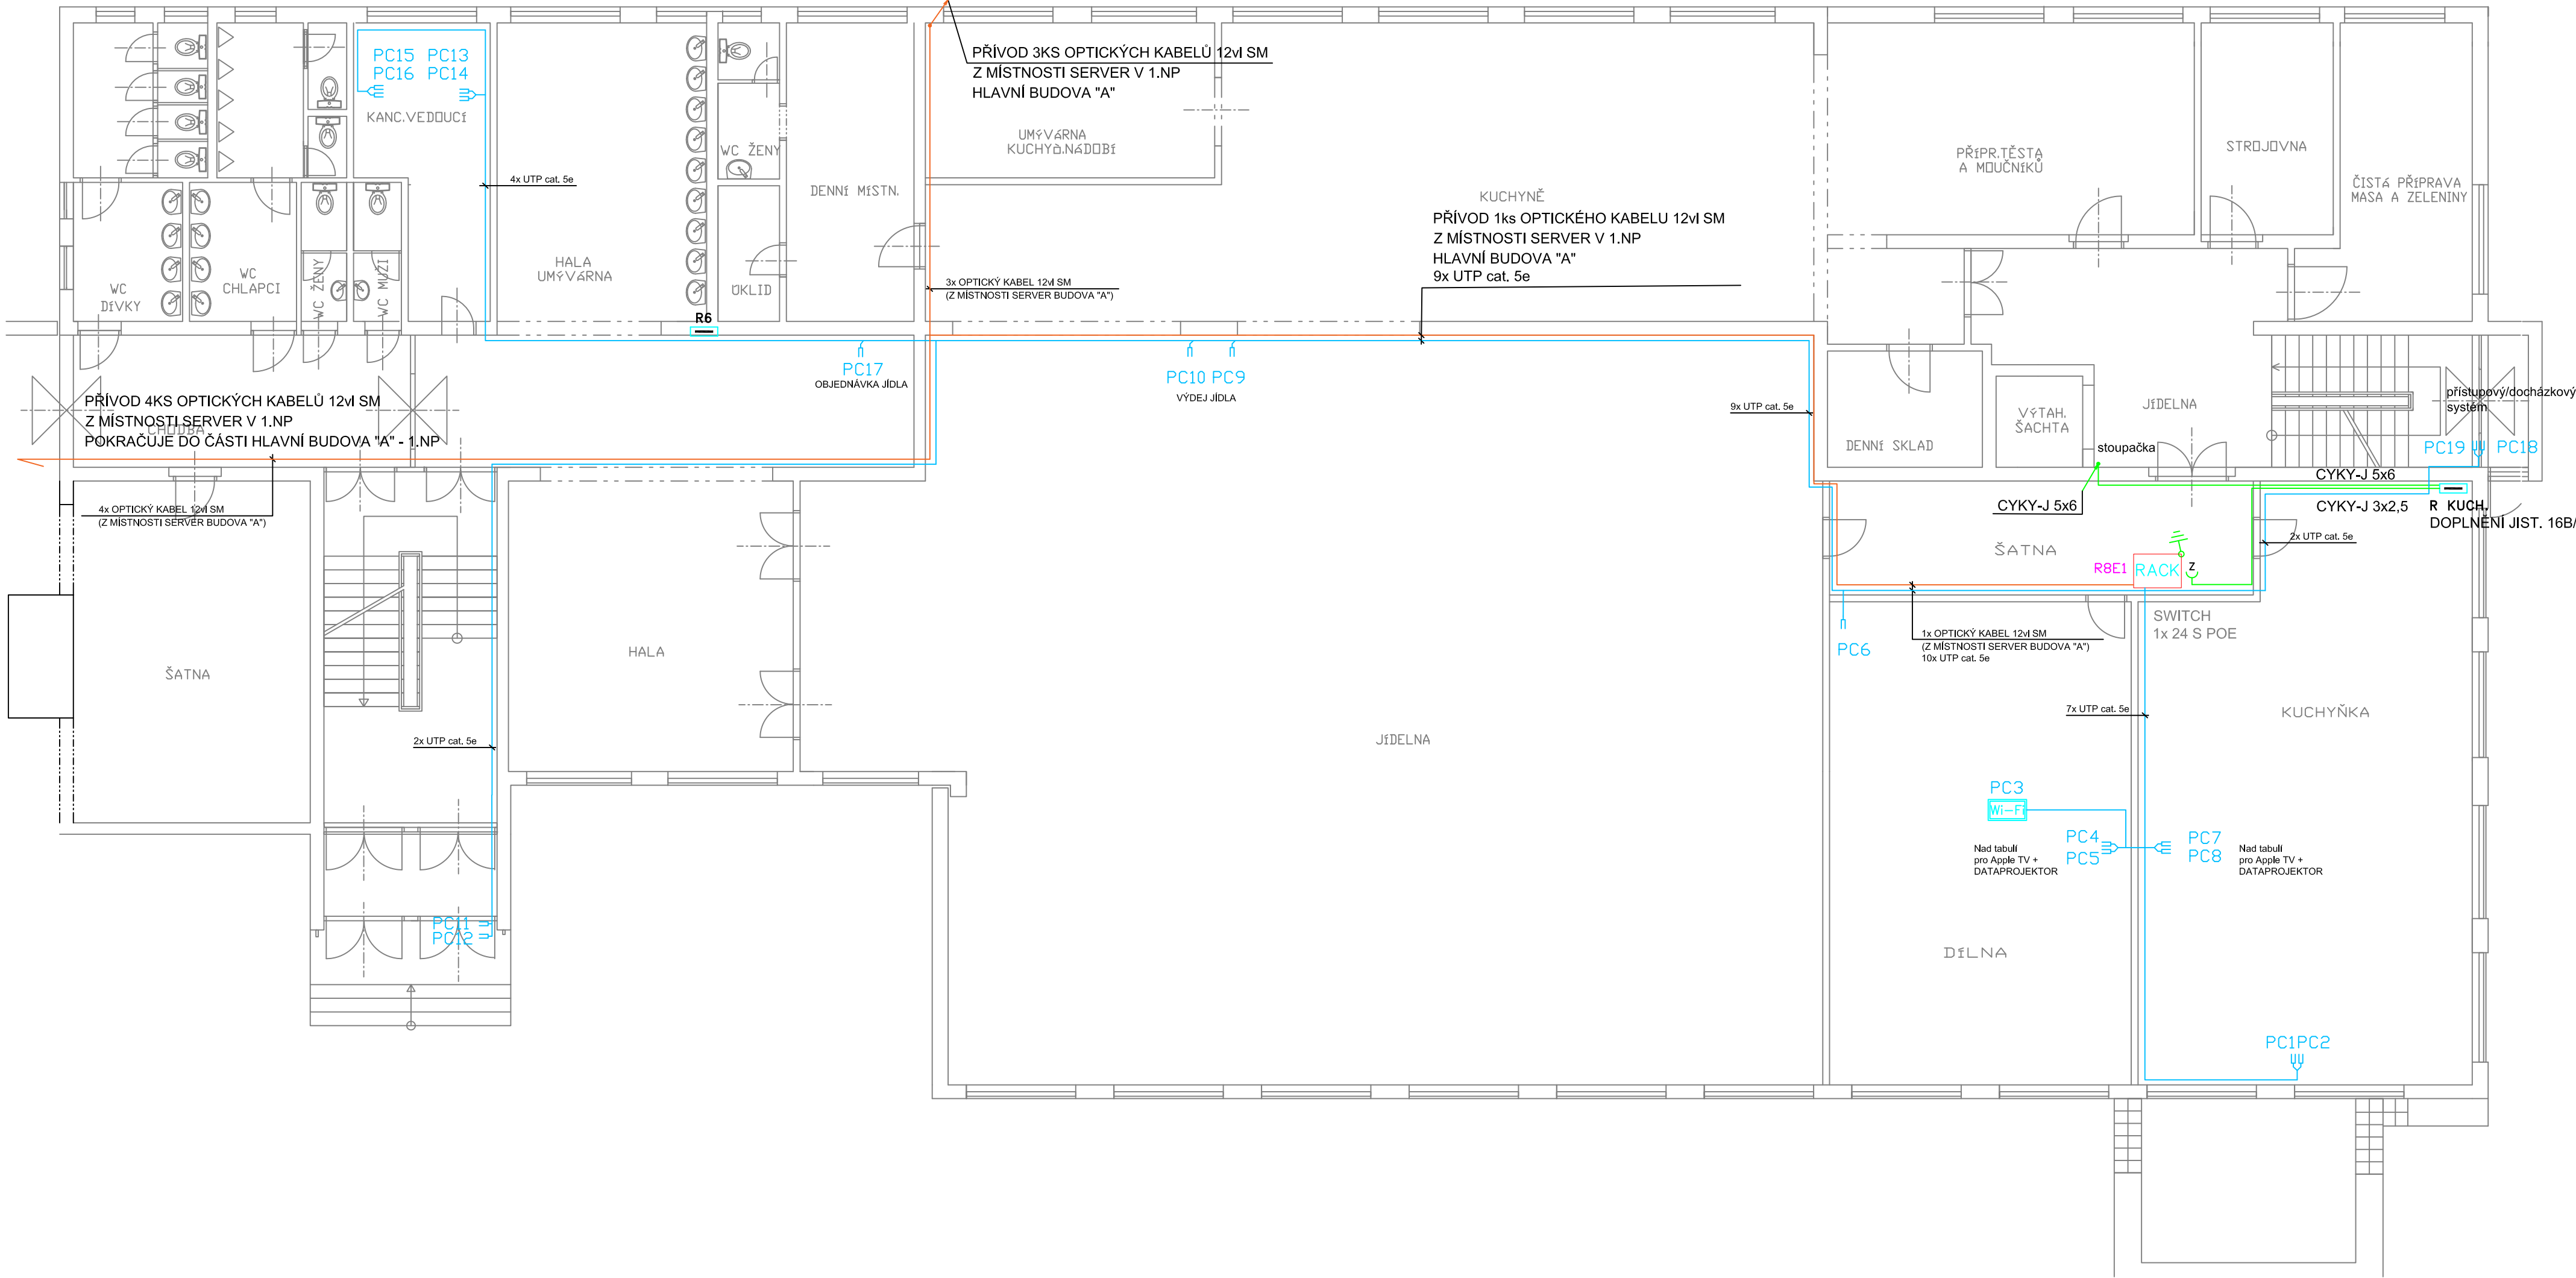 PC15 PC13
PC16 PC14
KANC.VEDOUCÍ
4x UTP cat. 5e
PŘÍVOD 3KS OPTICKÝCH KABELŮ 12vl SM
Z MÍSTNOSTI SERVER V 1.NP
HLAVNÍ BUDOVA "A"
UMÝVÁRNA
KUCHYň.NÁDOBÍ
WC ŽENY
DENNÍ MÍSTN.
KUCHYNĚ
PŘÍVOD 1ks OPTICKÉHO KABELU 12vl SM
Z MÍSTNOSTI SERVER V 1.NP
HLAVNÍ BUDOVA "A"
9x UTP cat. 5e
PŘÍPR.TĚSTA
A MOUČNÍKŮ
STROJOVNA
ČISTÁ PŘÍPRAVA
MASA A ZELENINY
WC
DÍVKY
WC
CHLAPCI
WC ŽENY
WC MUŽI
HALA
UMÝVÁRNA
ÚKLID
3x OPTICKÝ KABEL 12vl SM
(Z MÍSTNOSTI SERVER BUDOVA "A")
R6
PC17
OBJEDNÁVKA JÍDLA
PC10 PC9
VÝDEJ JÍDLA
9x UTP cat. 5e
DENNÍ SKLAD
VÝTAH.
ŠACHTA
JÍDELNA
přístupový/docházkový
systém
PC19 PC18
PŘÍVOD 4KS OPTICKÝCH KABELŮ 12vl SM
Z MÍSTNOSTI SERVER V 1.NP
CHODBA
POKRAČUJE DO ČÁSTI HLAVNÍ BUDOVA "A" - 1.NP
4x OPTICKÝ KABEL 12vl SM
(Z MÍSTNOSTI SERVER BUDOVA "A")
stoupačka
CYKY-J 5x6
CYKY-J 5x6
CYKY-J 3x2,5
R KUCH.
DOPLNĚNÍ JIST. 16B/
2x UTP cat. 5e
ŠATNA
R8E1 RACK Z
SWITCH
1x 24 S POE
1x OPTICKÝ KABEL 12vl SM
(Z MÍSTNOSTI SERVER BUDOVA "A")
10x UTP cat. 5e
PC6
ŠATNA
HALA
2x UTP cat. 5e
JÍDELNA
7x UTP cat. 5e
KUCHYŇKA
PC3
Wi-Fi
PC4
PC5
Nad tabulí
pro Apple TV +
DATAPROJEKTOR
PC7
PC8
Nad tabulí
pro Apple TV +
DATAPROJEKTOR
PC11
PC12
DÍLNA
PC1PC2